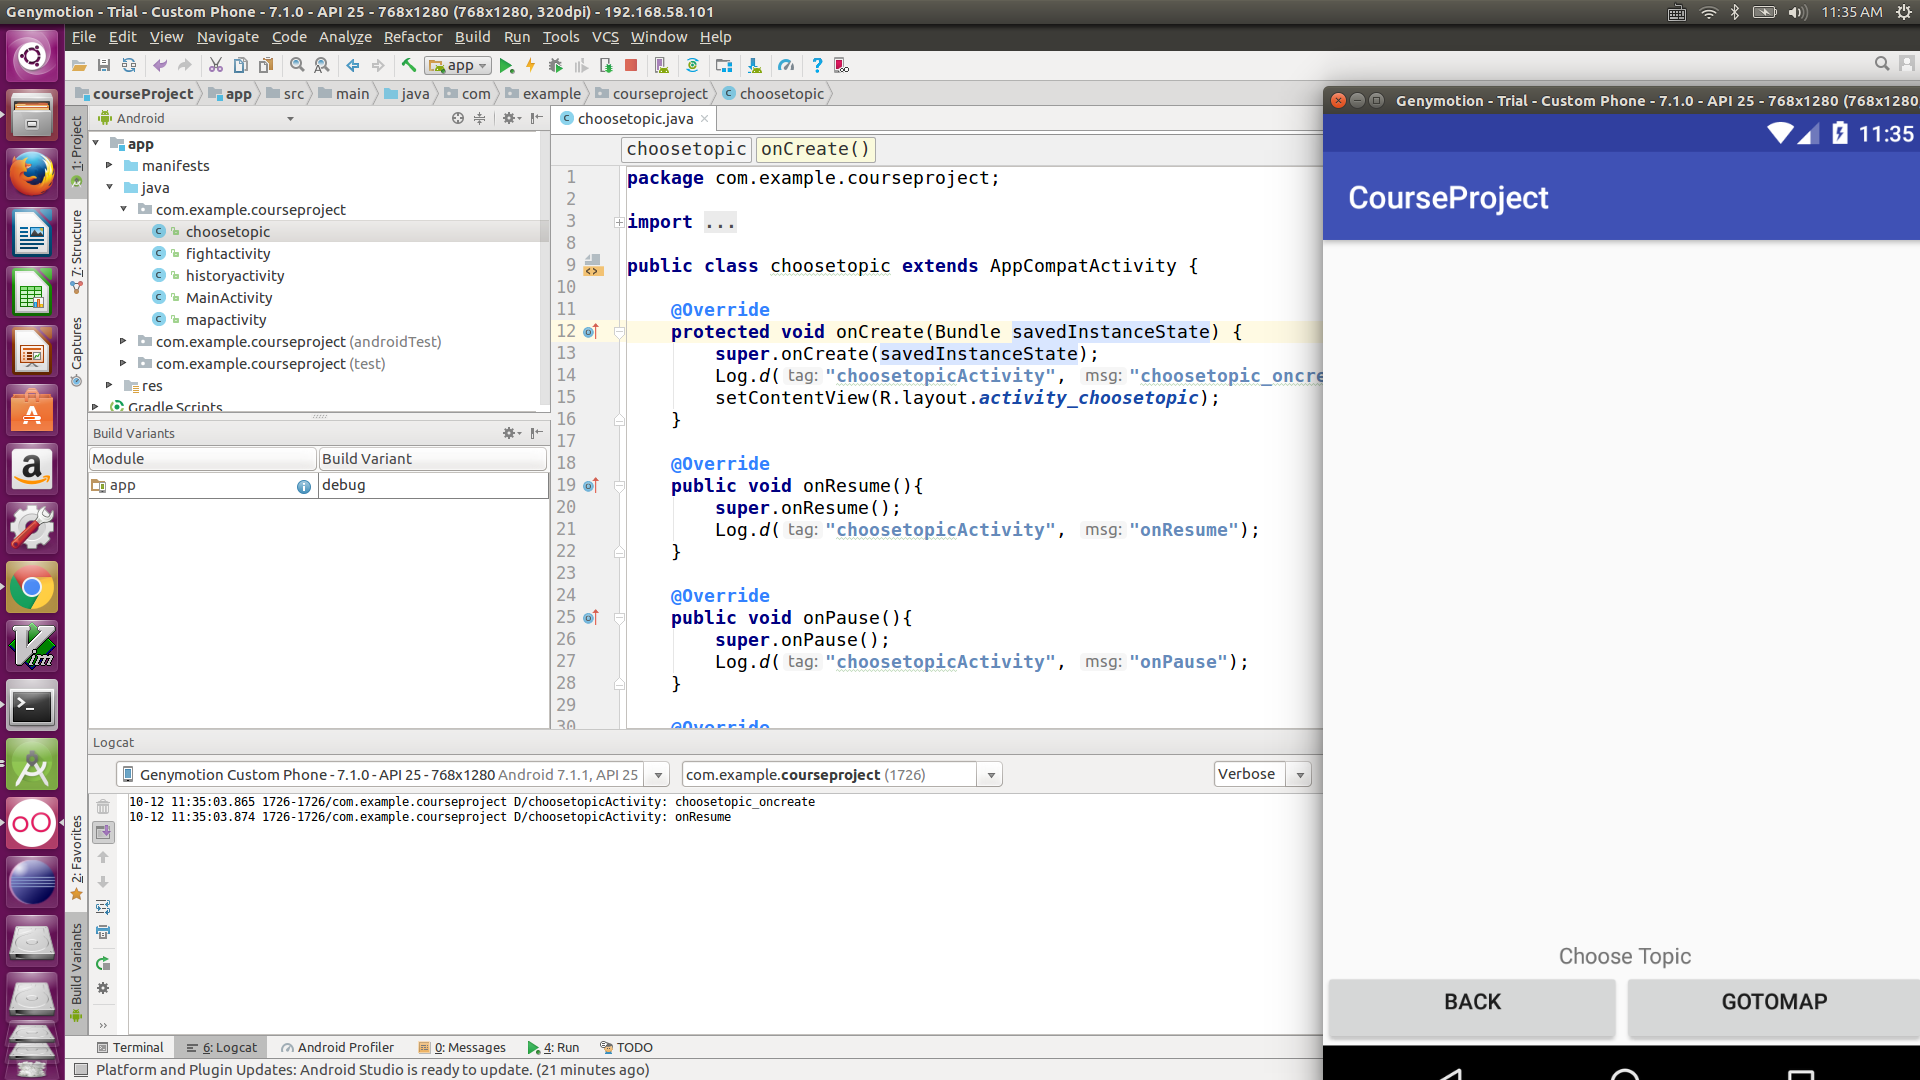 Genymotion - Trial - Custom Phone - 7.1.0 - API 25 - 768x1280 (768x1280, 320dpi) - 192.168.58.101
11:35 AM
File Edit View Navigate Code Analyze Refactor Build Run Tools VCS Window Help
app
courseProject app src main java com example courseproject choosetopic
Genymotion - Trial - Custom Phone - 7.1.0 - API 25 - 768x1280 (768x1280
1: Project
7: Structure
Captures
2: Favorites
Build Variants
Android
app
manifests
java
com.example.courseproject
choosetopic
fightactivity
historyactivity
MainActivity
mapactivity
com.example.courseproject (androidTest)
com.example.courseproject (test)
res
Gradle Scripts
Build Variants
Module Build Variant
app debug
choosetopic.java
choosetopic onCreate()
1 package com.example.courseproject;
2
3 import ...
8
9 public class choosetopic extends AppCompatActivity {
10
11 @Override
12 protected void onCreate(Bundle savedInstanceState) {
13 super.onCreate(savedInstanceState);
14 Log.d( tag: "choosetopicActivity", msg: "choosetopic_oncre
15 setContentView(R.layout.activity_choosetopic);
16 }
17
18 @Override
19 public void onResume(){
20 super.onResume();
21 Log.d( tag: "choosetopicActivity", msg: "onResume");
22 }
23
24 @Override
25 public void onPause(){
26 super.onPause();
27 Log.d( tag: "choosetopicActivity", msg: "onPause");
28 }
29
30 @Override
Logcat
Genymotion Custom Phone - 7.1.0 - API 25 - 768x1280 Android 7.1.1, API 25
com.example.courseproject (1726)
Verbose
10-12 11:35:03.865 1726-1726/com.example.courseproject D/choosetopicActivity: choosetopic_oncreate
10-12 11:35:03.874 1726-1726/com.example.courseproject D/choosetopicActivity: onResume
Terminal 6: Logcat Android Profiler 0: Messages 4: Run TODO
Platform and Plugin Updates: Android Studio is ready to update. (21 minutes ago)
11:35
CourseProject
Choose Topic
BACK GOTOMAP